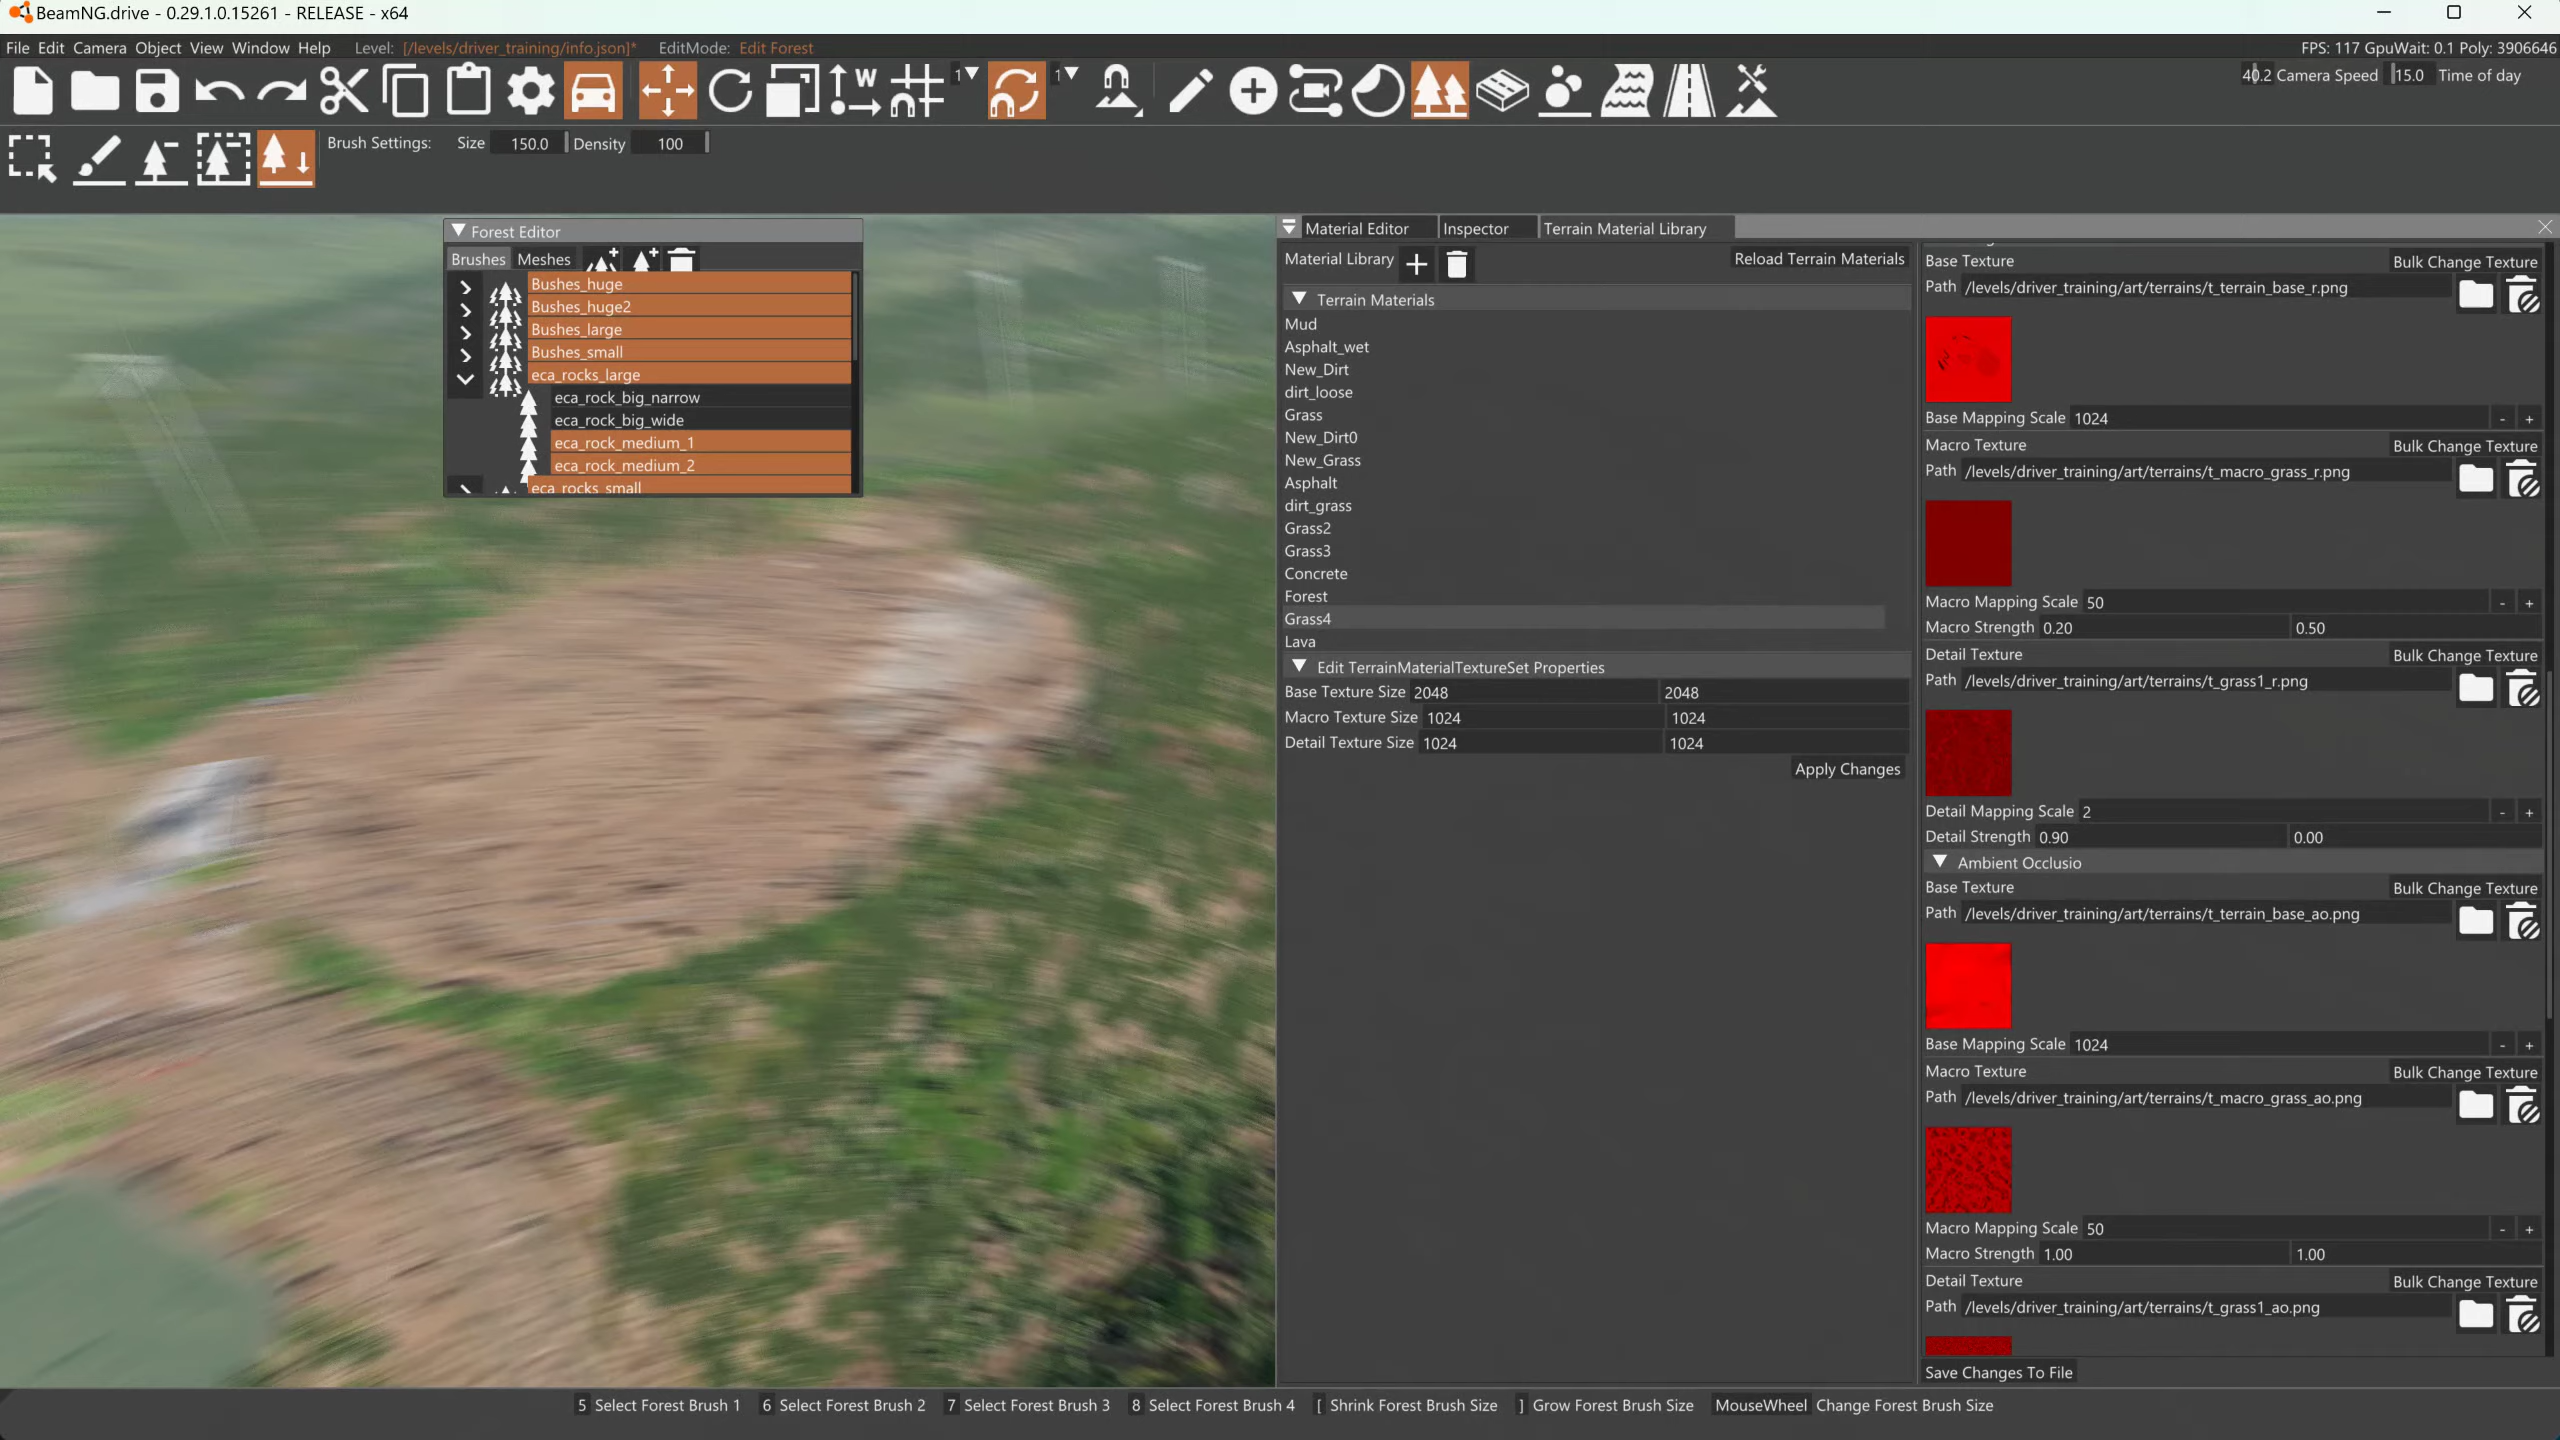 BeamNG.drive - 0.29.1.0.15261 - RELEASE - x64
File Edit Camera Object View Window Help Level: [/levels/driver_training/info.json]* EditMode: Edit Forest FPS: 117 GpuWait: 0.1 Poly: 3906646
W 1 1 40.2 Camera Speed 15.0 Time of day
Brush Settings: Size 150.0 Density 100
Forest Editor
Brushes Meshes
Bushes_huge
Bushes_huge2
Bushes_large
Bushes_small
eca_rocks_large
eca_rock_big_narrow
eca_rock_big_wide
eca_rock_medium_1
eca_rock_medium_2
eca_rocks_small
Material Editor Inspector Terrain Material Library
Material Library Reload Terrain Materials
Terrain Materials
Mud
Asphalt_wet
New_Dirt
dirt_loose
Grass
New_Dirt0
New_Grass
Asphalt
dirt_grass
Grass2
Grass3
Concrete
Forest
Grass4
Lava
Edit TerrainMaterialTextureSet Properties
Base Texture Size 2048 2048
Macro Texture Size 1024 1024
Detail Texture Size 1024 1024
Apply Changes
Base Texture Bulk Change Texture
Path /levels/driver_training/art/terrains/t_terrain_base_r.png
Base Mapping Scale 1024 - +
Macro Texture Bulk Change Texture
Path /levels/driver_training/art/terrains/t_macro_grass_r.png
Macro Mapping Scale 50 - +
Macro Strength 0.20 0.50
Detail Texture Bulk Change Texture
Path /levels/driver_training/art/terrains/t_grass1_r.png
Detail Mapping Scale 2 - +
Detail Strength 0.90 0.00
Ambient Occlusio
Base Texture Bulk Change Texture
Path /levels/driver_training/art/terrains/t_terrain_base_ao.png
Base Mapping Scale 1024 - +
Macro Texture Bulk Change Texture
Path /levels/driver_training/art/terrains/t_macro_grass_ao.png
Macro Mapping Scale 50 - +
Macro Strength 1.00 1.00
Detail Texture Bulk Change Texture
Path /levels/driver_training/art/terrains/t_grass1_ao.png
Save Changes To File
5 Select Forest Brush 1 6 Select Forest Brush 2 7 Select Forest Brush 3 8 Select Forest Brush 4 [ Shrink Forest Brush Size ] Grow Forest Brush Size MouseWheel Change Forest Brush Size